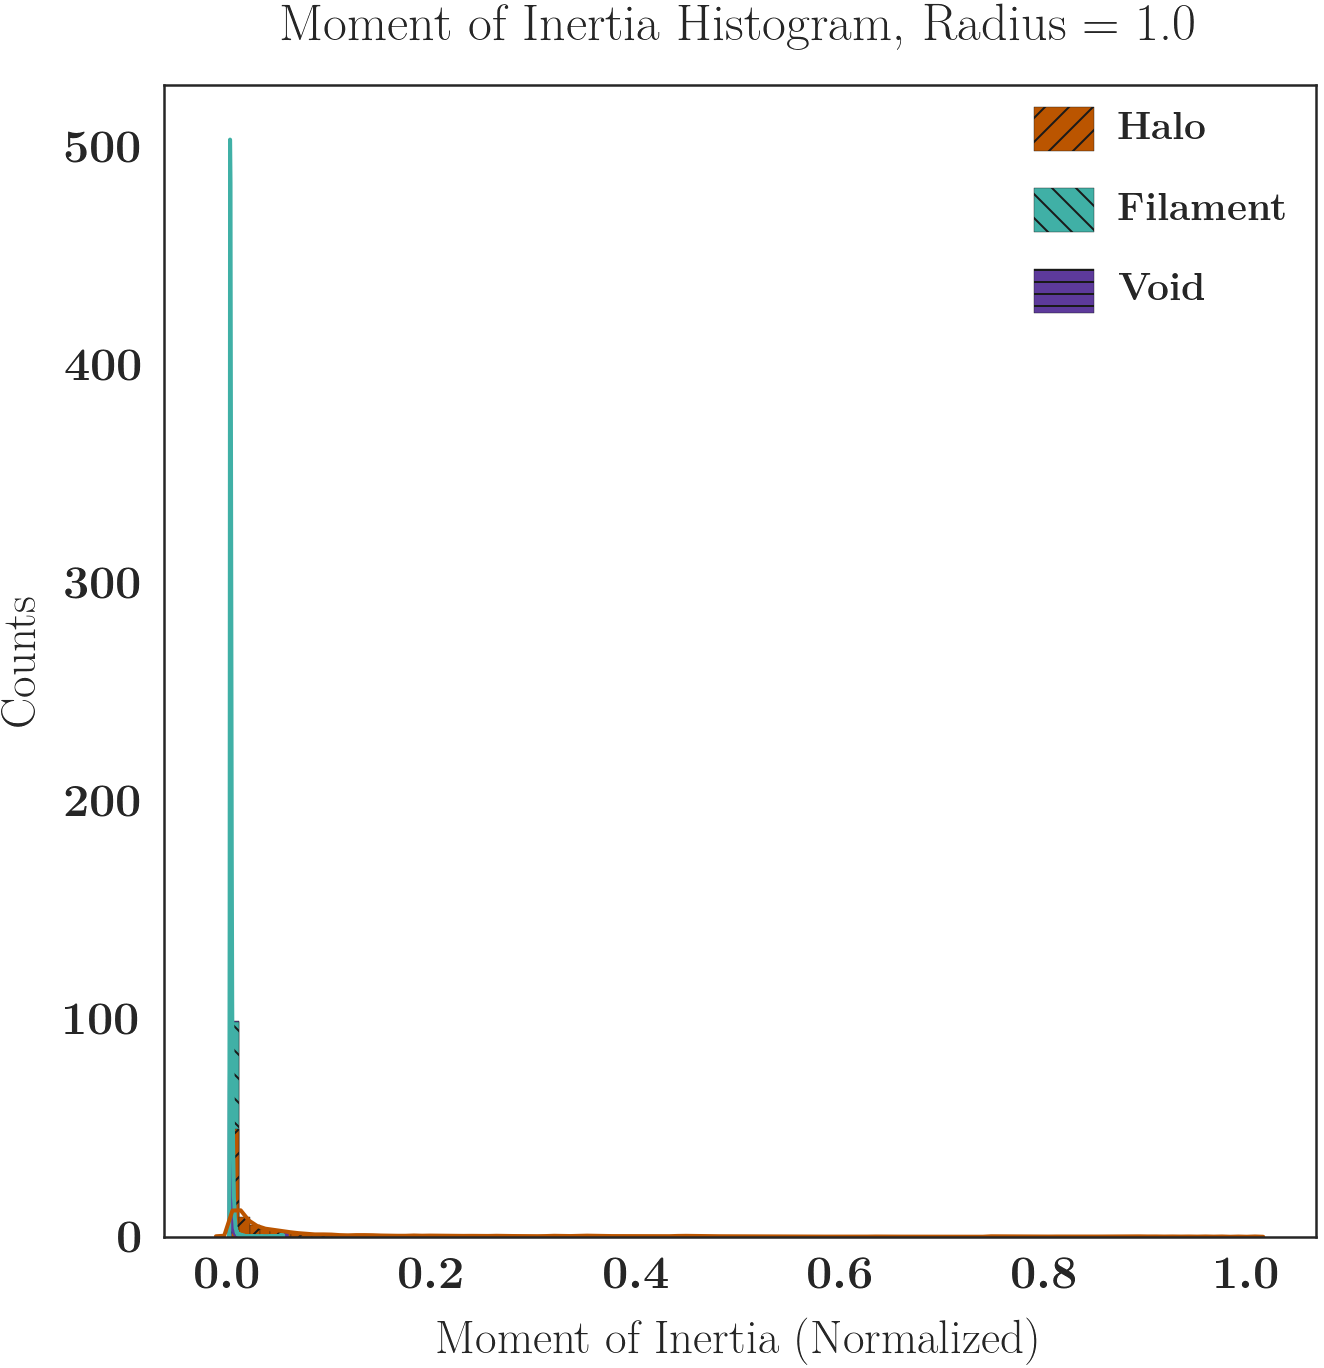 Moment of Inertia Histogram, Radius = 1.0
Halo
Filament
Void
500
400
300
200
100
0
Counts
0.0 0.2 0.4 0.6 0.8 1.0
Moment of Inertia (Normalized)